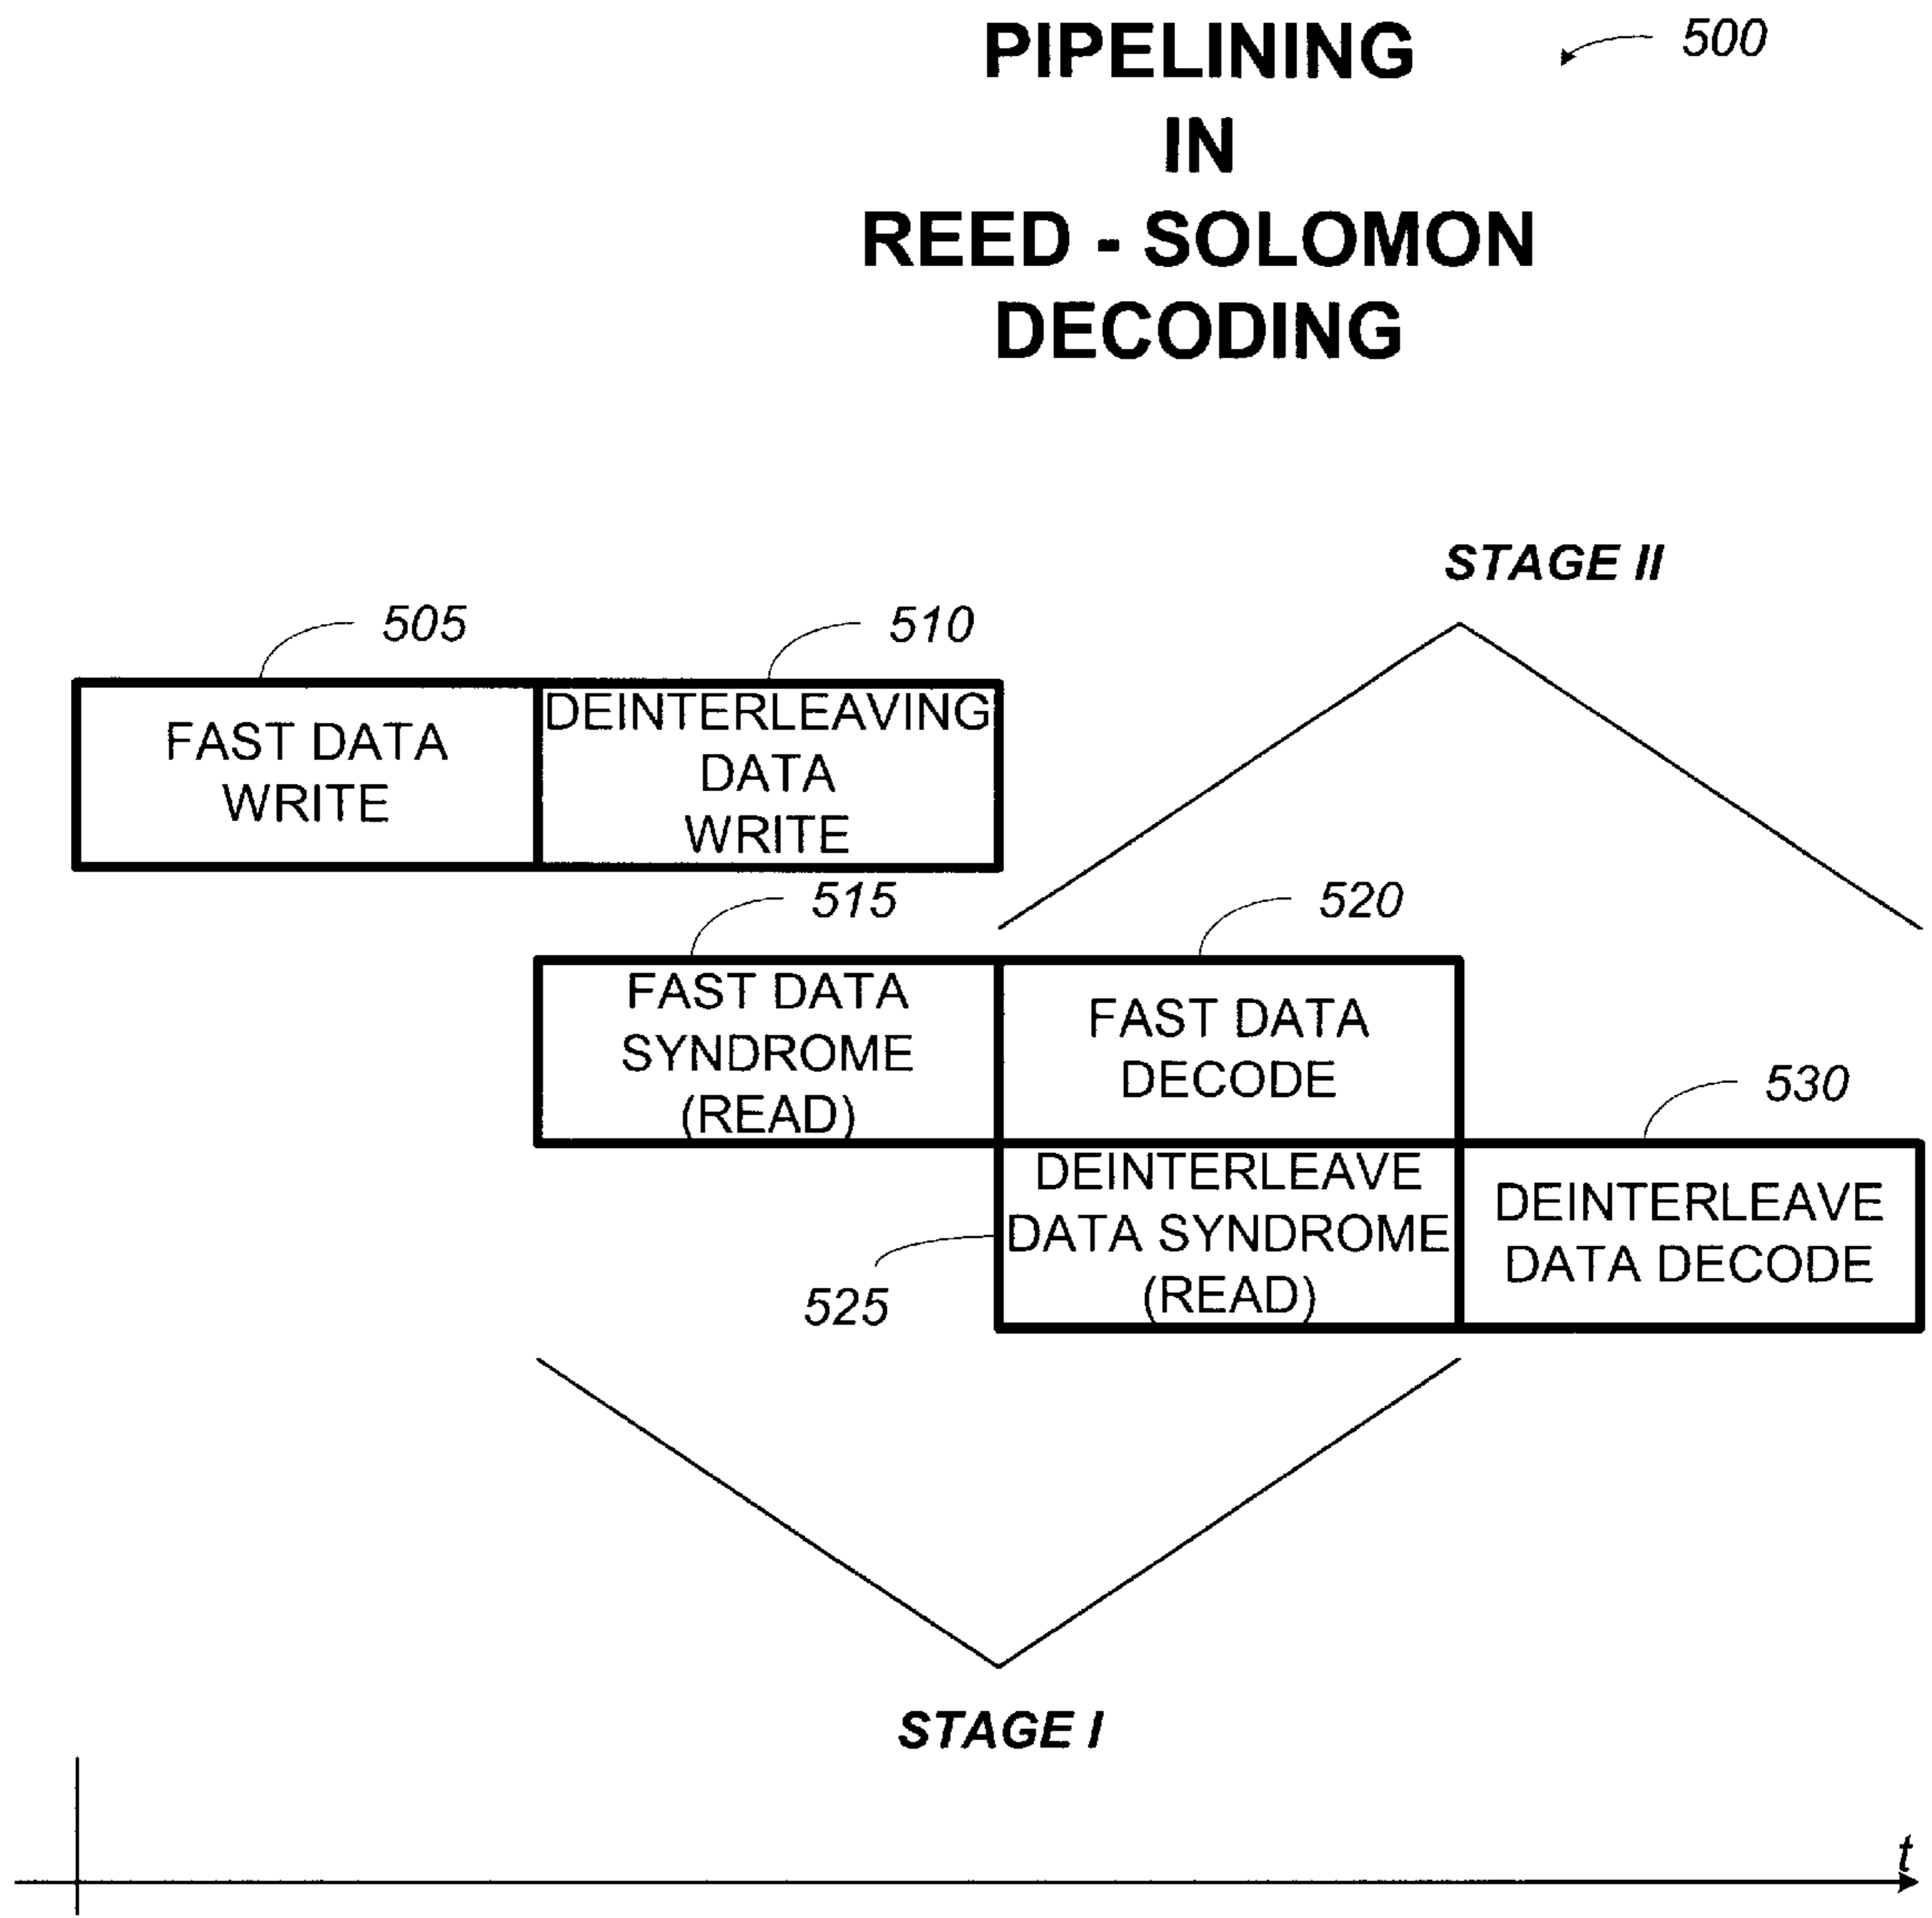 PIPELINING
500
IN
REED - SOLOMON
DECODING
STAGE II
505
510
FAST DATA
WRITE
DEINTERLEAVING
DATA
WRITE
515
520
FAST DATA
SYNDROME
(READ)
FAST DATA
DECODE
530
DEINTERLEAVE
DATA SYNDROME
(READ)
DEINTERLEAVE
DATA DECODE
525
STAGE I
t